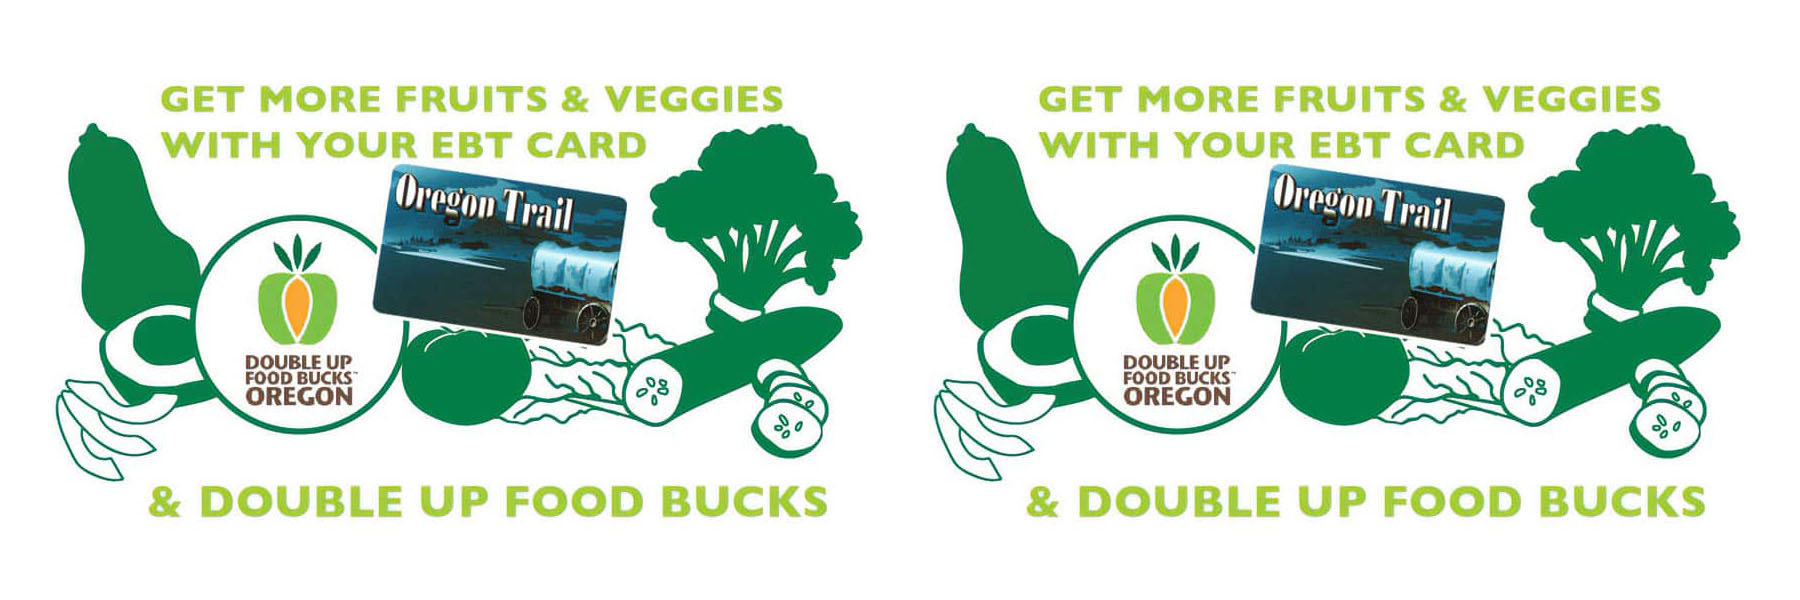 GET MORE FRUITS & VEGGIES
WITH YOUR EBT CARD
Oregon Trail
DOUBLE UP
FOOD BUCKS™
OREGON
& DOUBLE UP FOOD BUCKS
GET MORE FRUITS & VEGGIES
WITH YOUR EBT CARD
Oregon Trail
DOUBLE UP
FOOD BUCKS™
OREGON
& DOUBLE UP FOOD BUCKS